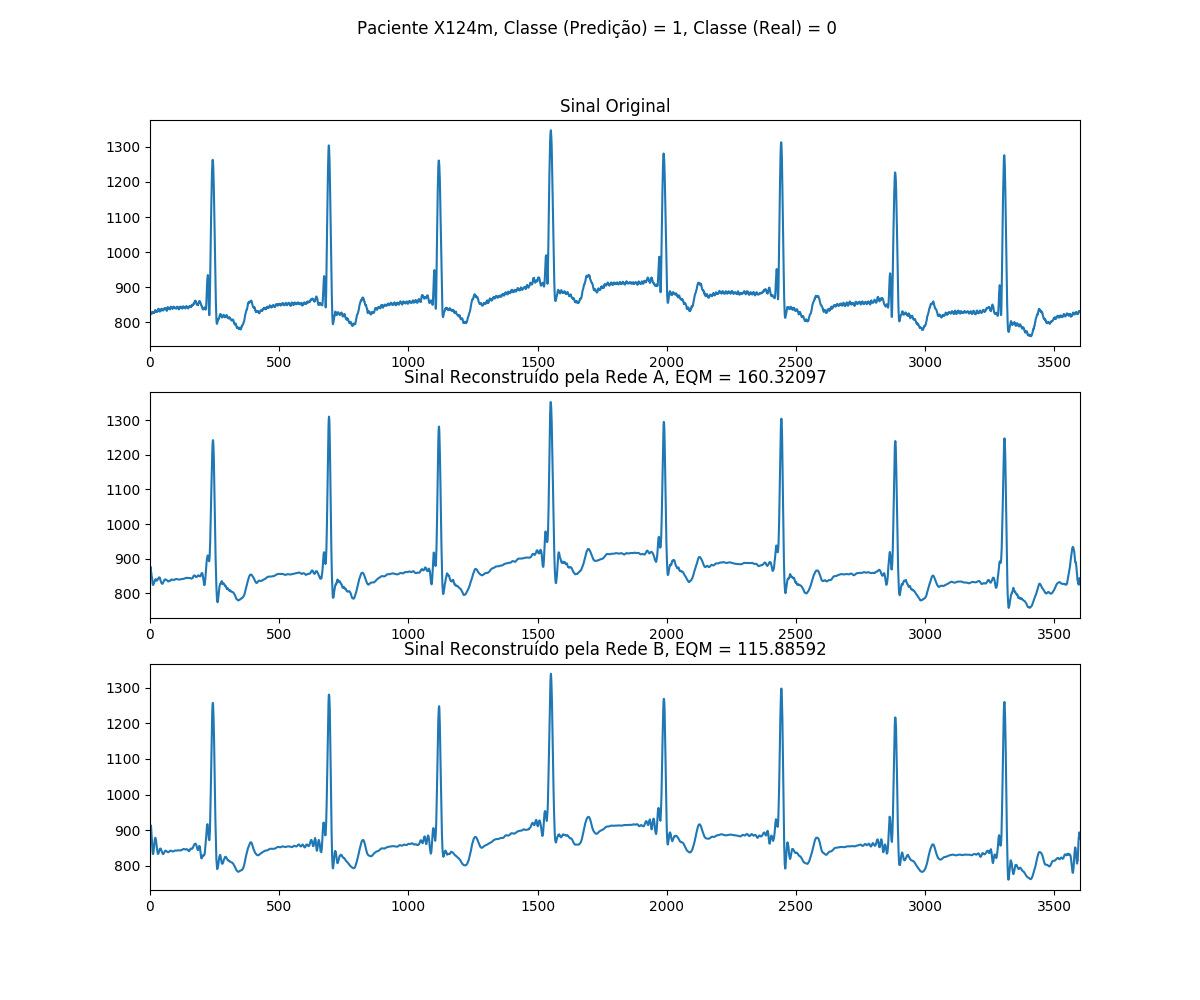 Paciente X124m, Classe (Predição) = 1, Classe (Real) = 0
Sinal Original
1300
1200
1100
1000
900
800
0 500 1000 1500 2000 2500 3000 3500
Sinal Reconstruído pela Rede A, EQM = 160.32097
1300
1200
1100
1000
900
800
0 500 1000 1500 2000 2500 3000 3500
Sinal Reconstruído pela Rede B, EQM = 115.88592
1300
1200
1100
1000
900
800
0 500 1000 1500 2000 2500 3000 3500